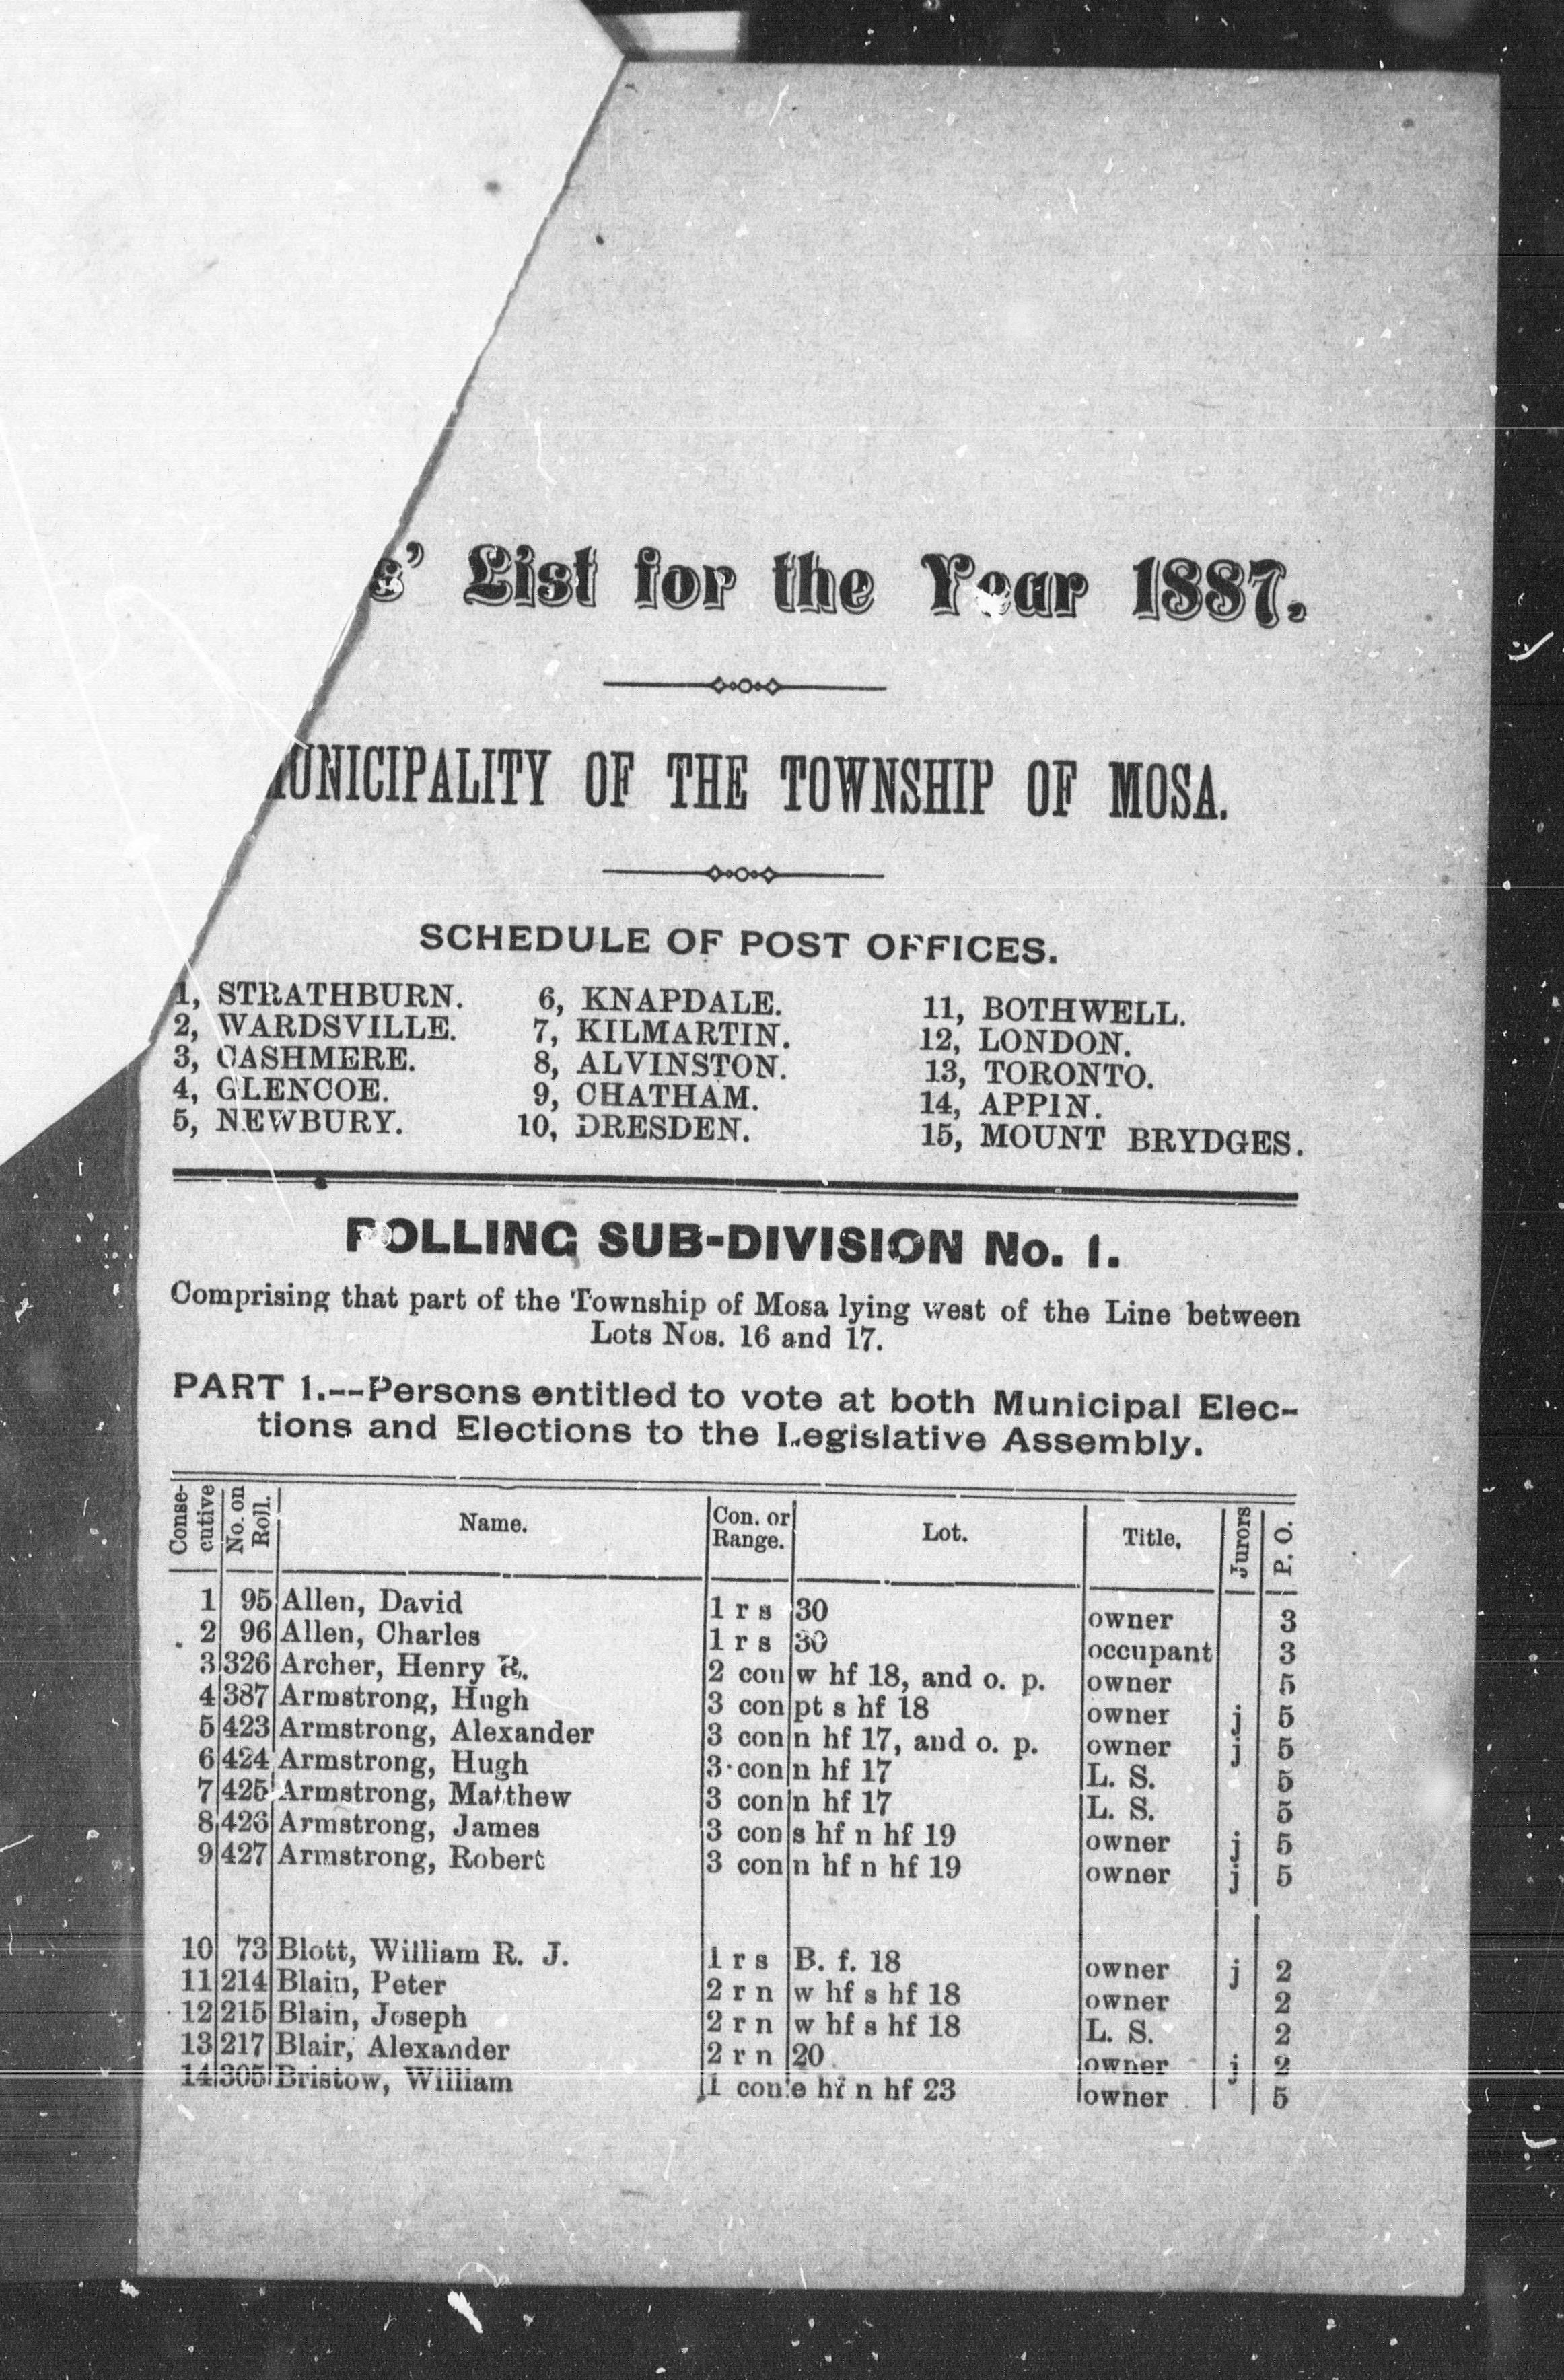 s' List for the Year 1887.
MUNICIPALITY OF THE TOWNSHIP OF MOSA.
SCHEDULE OF POST OFFICES.
1, STRATHBURN. 6, KNAPDALE. 11, BOTHWELL.
2, WARDSVILLE. 7, KILMARTIN. 12, LONDON.
3, CASHMERE. 8, ALVINSTON. 13, TORONTO.
4, GLENCOE. 9, CHATHAM. 14, APPIN.
5, NEWBURY. 10, DRESDEN. 15, MOUNT BRYDGES.
POLLING SUB-DIVISION No. 1.
Comprising that part of the Township of Mosa lying west of the Line between
Lots Nos. 16 and 17.
PART 1.--Persons entitled to vote at both Municipal Elec-
tions and Elections to the Legislative Assembly.
Conse-cutive No. on Roll. Name. Con. or Range. Lot. Title. Jurors P. O.
1 95 Allen, David 1 r s 30 owner 3
2 96 Allen, Charles 1 r s 30 occupant 3
3 326 Archer, Henry R. 2 con w hf 18, and o. p. owner 5
4 387 Armstrong, Hugh 3 con pt s hf 18 owner j 5
5 423 Armstrong, Alexander 3 con n hf 17, and o. p. owner j 5
6 424 Armstrong, Hugh 3 con n hf 17 L. S. 5
7 425 Armstrong, Matthew 3 con n hf 17 L. S. 5
8 426 Armstrong, James 3 con s hf n hf 19 owner j 5
9 427 Armstrong, Robert 3 con n hf n hf 19 owner j 5
10 73 Blott, William R. J. 1 r s B. f. 18 owner j 2
11 214 Blain, Peter 2 r n w hf s hf 18 owner 2
12 215 Blain, Joseph 2 r n w hf s hf 18 L. S. 2
13 217 Blair, Alexander 2 r n 20 owner j 2
14 305 Bristow, William 1 con e hf n hf 23 owner 5